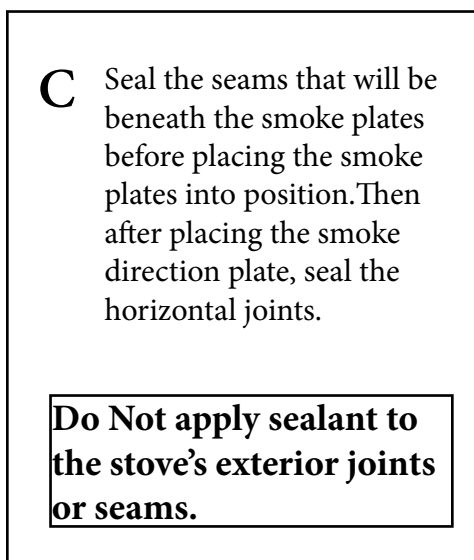 C Seal the seams that will be
beneath the smoke plates
before placing the smoke
plates into position.Then
after placing the smoke
direction plate, seal the
horizontal joints.
Do Not apply sealant to
the stove's exterior joints
or seams.